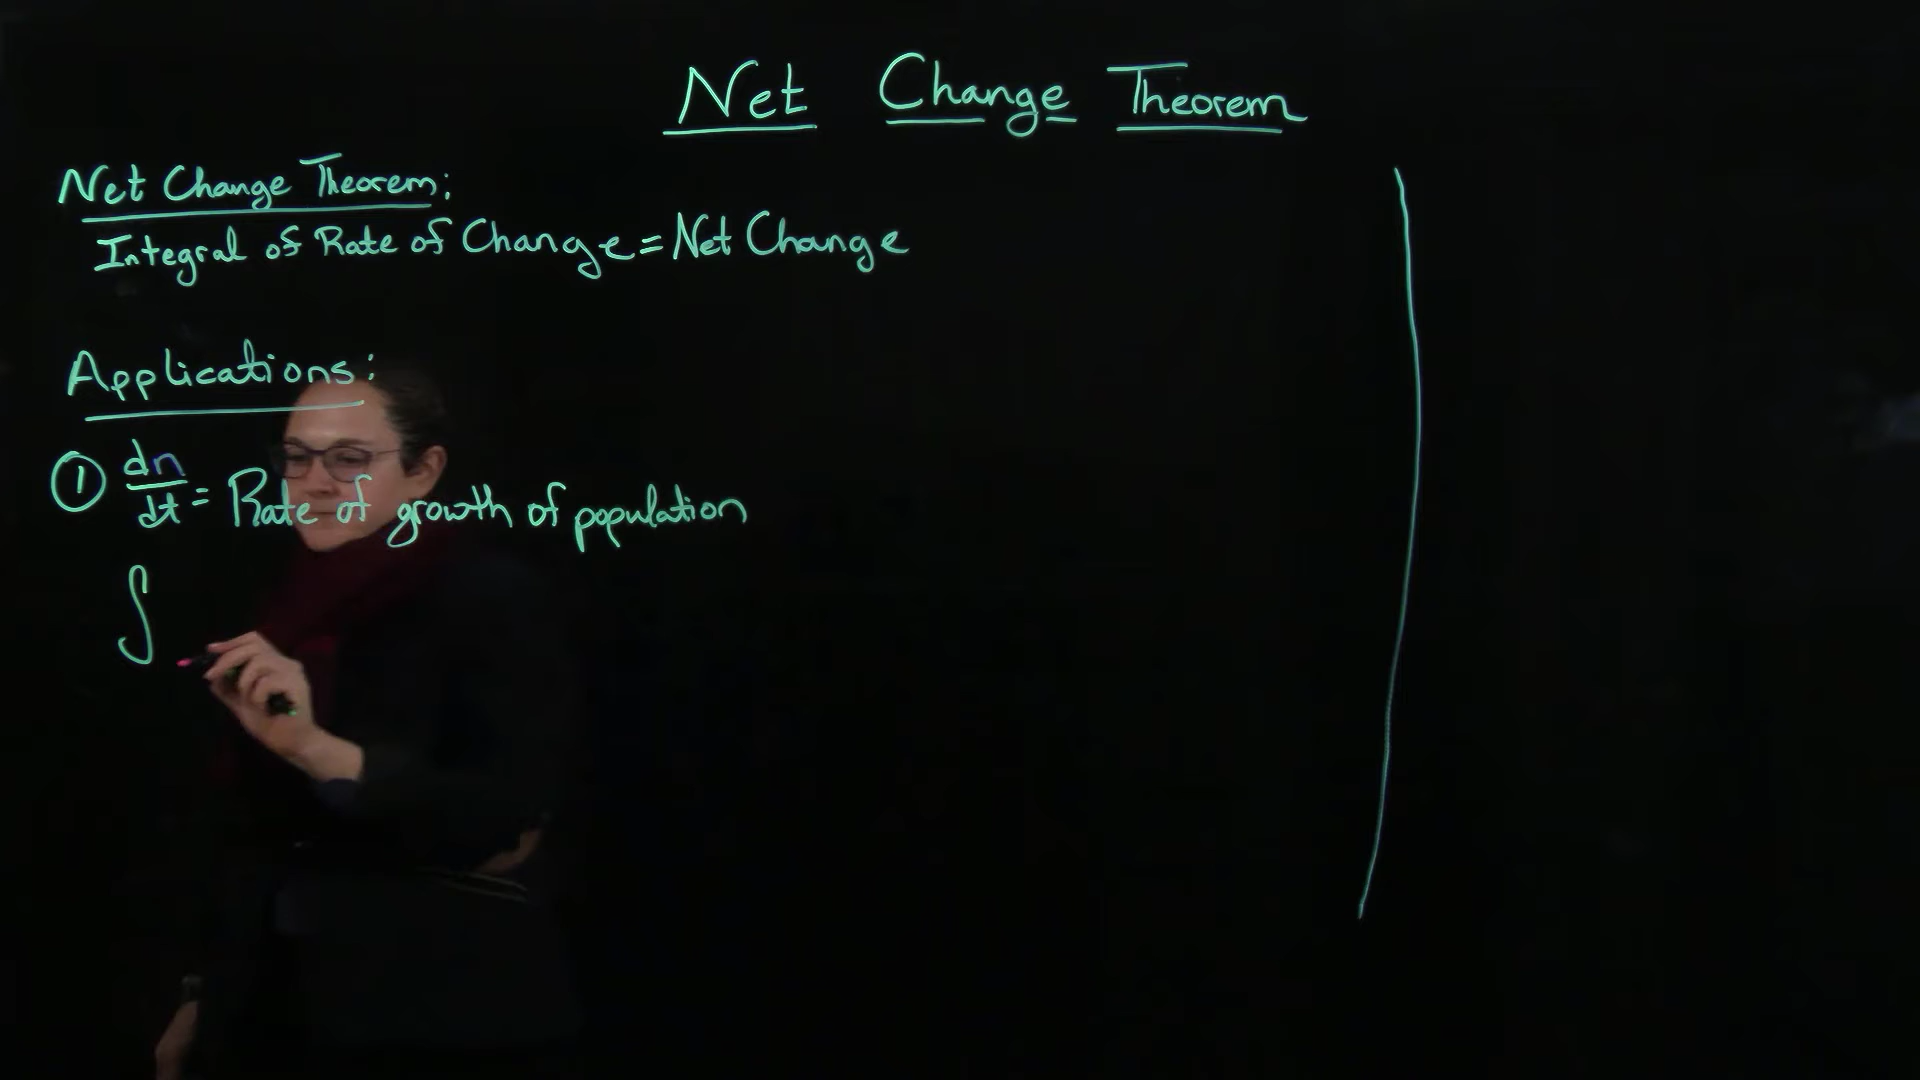 Net Change Theorem
Net Change Theorem:
Integral of Rate of Change = Net Change
Applications:
① dn/dt = Rate of growth of population
∫